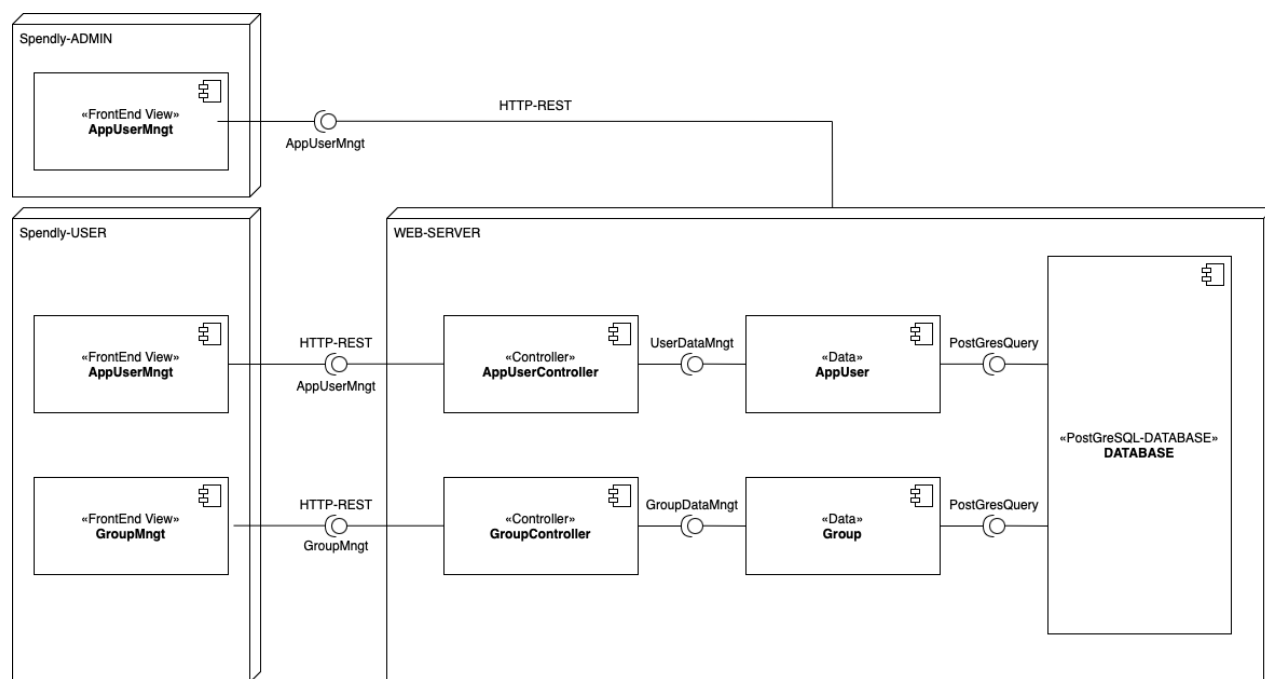 Spendly-ADMIN
«FrontEnd View»
AppUserMngt
HTTP-REST
AppUserMngt
Spendly-USER
WEB-SERVER
«FrontEnd View»
AppUserMngt
HTTP-REST
AppUserMngt
«Controller»
AppUserController
UserDataMngt
«Data»
AppUser
PostGresQuery
«PostGreSQL-DATABASE»
DATABASE
«FrontEnd View»
GroupMngt
HTTP-REST
GroupMngt
«Controller»
GroupController
GroupDataMngt
«Data»
Group
PostGresQuery